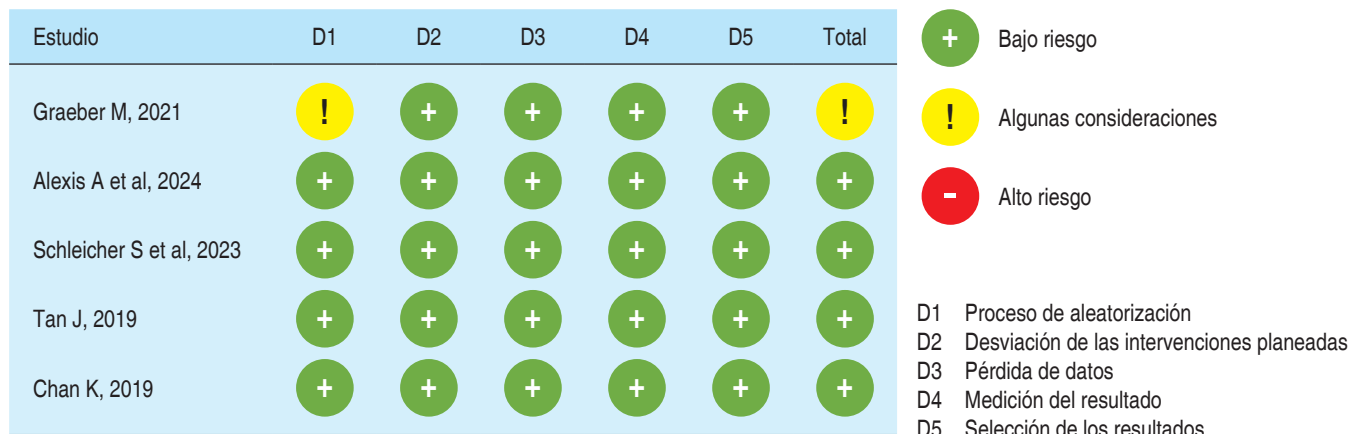 Estudio D1 D2 D3 D4 D5 Total
Graeber M, 2021 ! + + + + !
Alexis A et al, 2024 + + + + + +
Schleicher S et al, 2023 + + + + + +
Tan J, 2019 + + + + + +
Chan K, 2019 + + + + + +
+ Bajo riesgo
! Algunas consideraciones
- Alto riesgo
D1 Proceso de aleatorización
D2 Desviación de las intervenciones planeadas
D3 Pérdida de datos
D4 Medición del resultado
D5 Selección de los resultados